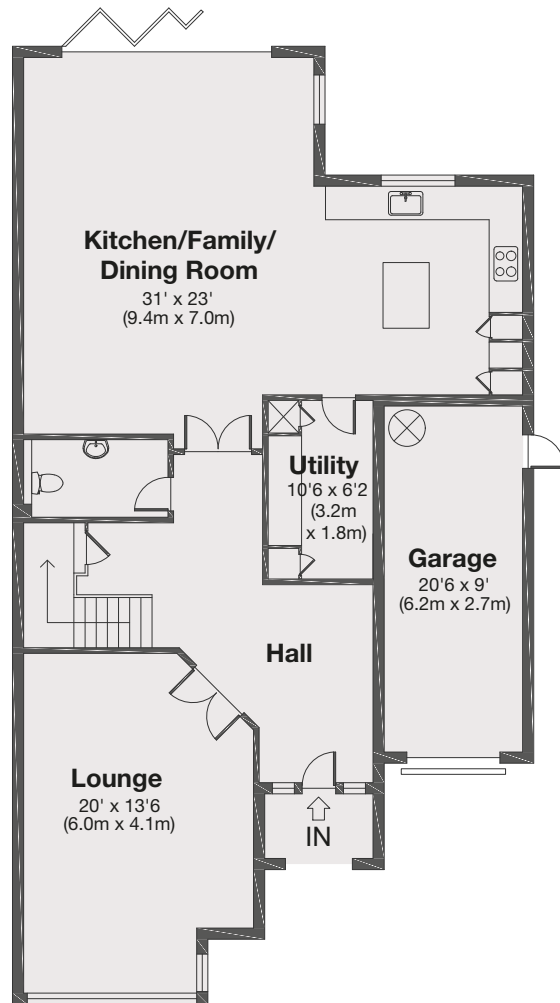 Kitchen/Family/
Dining Room
31' x 23'
(9.4m x 7.0m)
Utility
10'6 x 6'2
(3.2m
x 1.8m)
Garage
20'6 x 9'
(6.2m x 2.7m)
Hall
Lounge
20' x 13'6
(6.0m x 4.1m)
IN